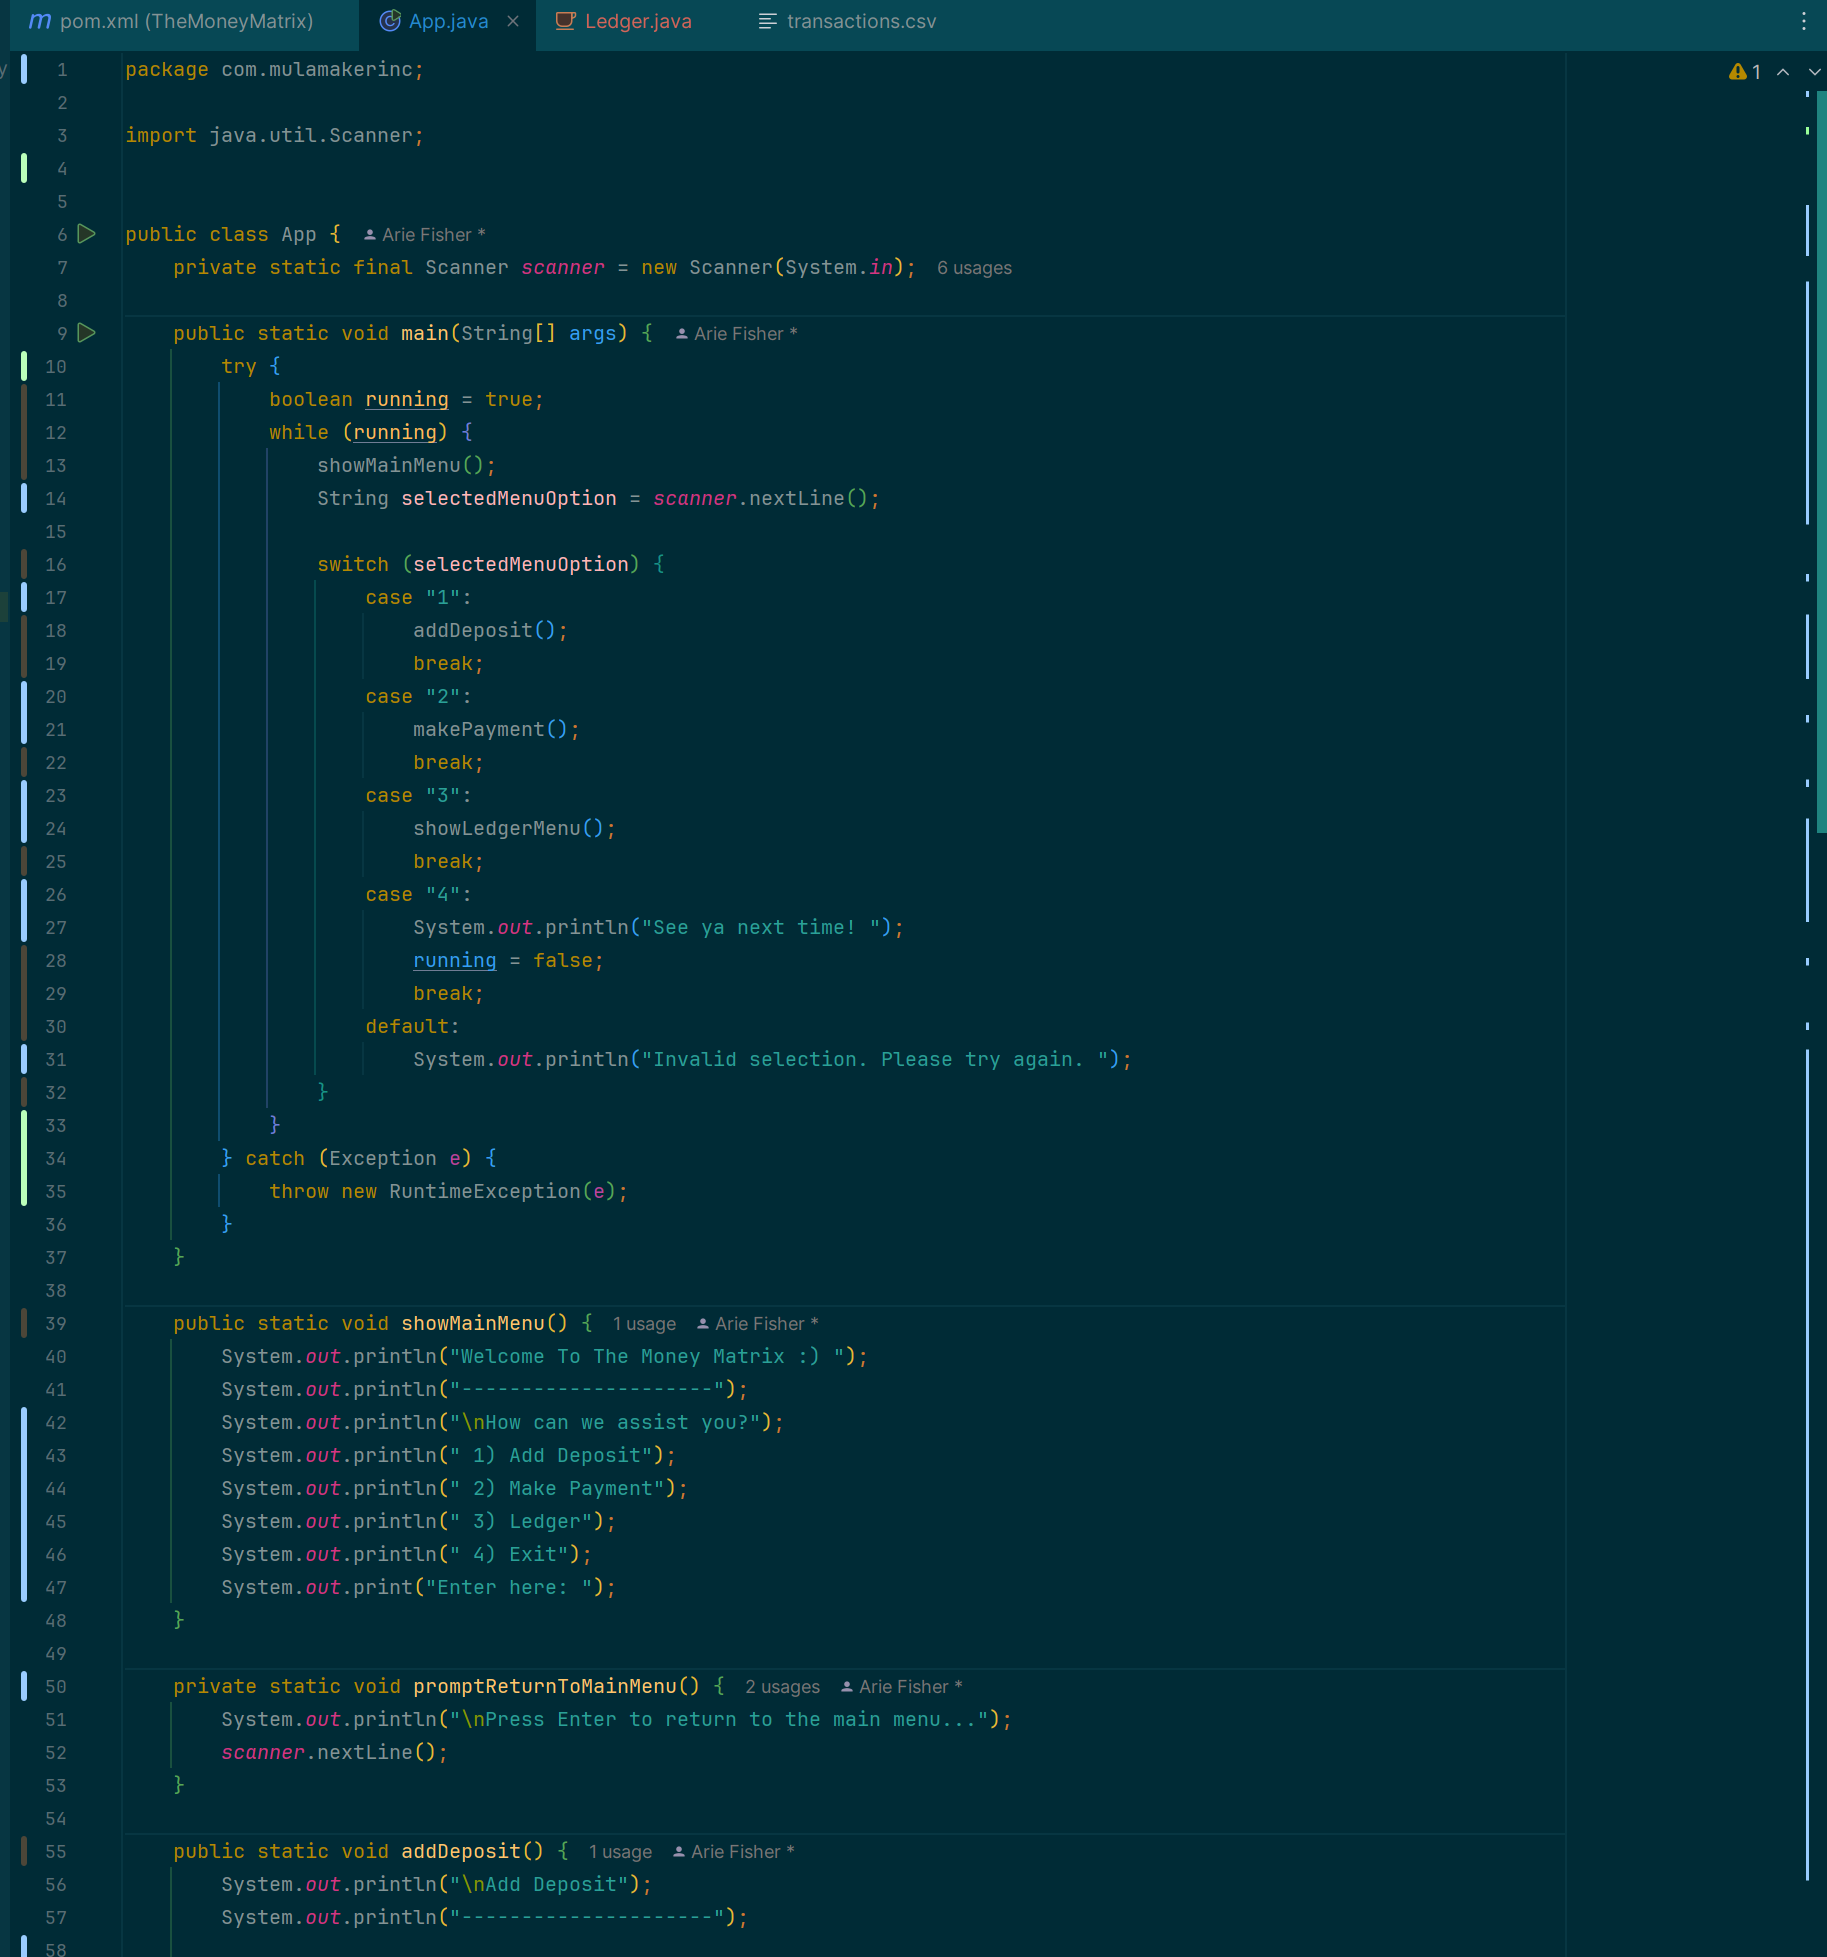 pom.xml (TheMoneyMatrix) App.java Ledger.java transactions.csv
1 package com.mulamakerinc; 1
2
3 import java.util.Scanner;
4
5
6 public class App { Arie Fisher *
7 private static final Scanner scanner = new Scanner(System.in); 6 usages
8
9 public static void main(String[] args) { Arie Fisher *
10 try {
11 boolean running = true;
12 while (running) {
13 showMainMenu();
14 String selectedMenuOption = scanner.nextLine();
15
16 switch (selectedMenuOption) {
17 case "1":
18 addDeposit();
19 break;
20 case "2":
21 makePayment();
22 break;
23 case "3":
24 showLedgerMenu();
25 break;
26 case "4":
27 System.out.println("See ya next time! ");
28 running = false;
29 break;
30 default:
31 System.out.println("Invalid selection. Please try again. ");
32 }
33 }
34 } catch (Exception e) {
35 throw new RuntimeException(e);
36 }
37 }
38
39 public static void showMainMenu() { 1 usage Arie Fisher *
40 System.out.println("Welcome To The Money Matrix :) ");
41 System.out.println("---------------------");
42 System.out.println("\nHow can we assist you?");
43 System.out.println(" 1) Add Deposit");
44 System.out.println(" 2) Make Payment");
45 System.out.println(" 3) Ledger");
46 System.out.println(" 4) Exit");
47 System.out.print("Enter here: ");
48 }
49
50 private static void promptReturnToMainMenu() { 2 usages Arie Fisher *
51 System.out.println("\nPress Enter to return to the main menu...");
52 scanner.nextLine();
53 }
54
55 public static void addDeposit() { 1 usage Arie Fisher *
56 System.out.println("\nAdd Deposit");
57 System.out.println("---------------------");
58